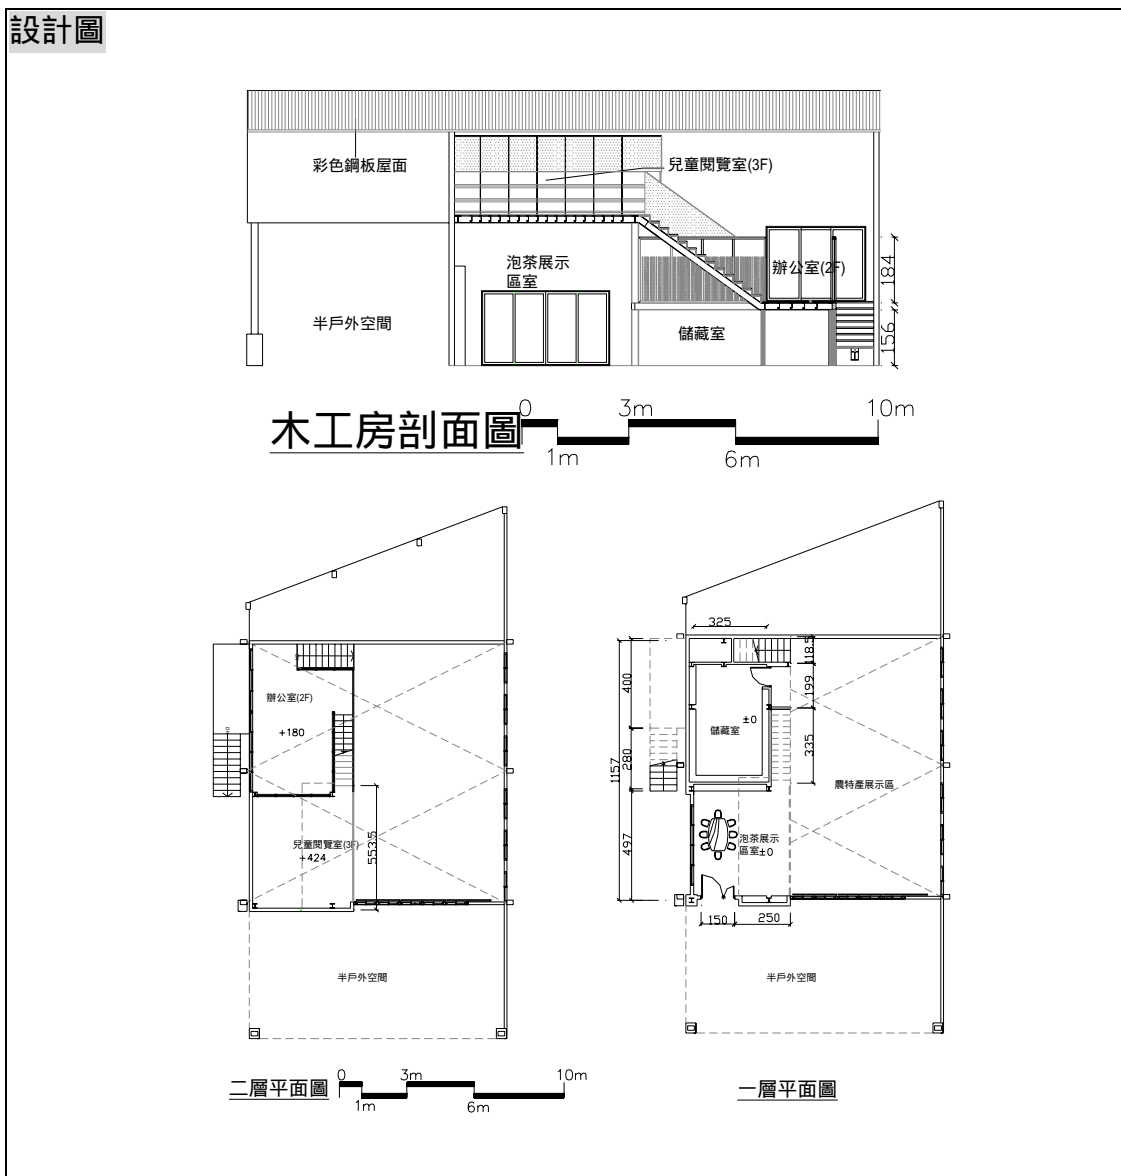 設計圖
彩色鋼板屋面
兒童閱覽室(3F)
泡茶展示
區室
辦公室(2F)
半戶外空間
儲藏室
184
156
木工房剖面圖
0
3m
10m
1m
6m
辦公室(2F)
+180
兒童閱覽室(3F)
+424
553.5
半戶外空間
二層平面圖
0
3m
10m
1m
6m
325
118.5
199
335
400
280
1157
497
±0
儲藏室
農特產展示區
泡茶展示
區室±0
150
250
半戶外空間
一層平面圖